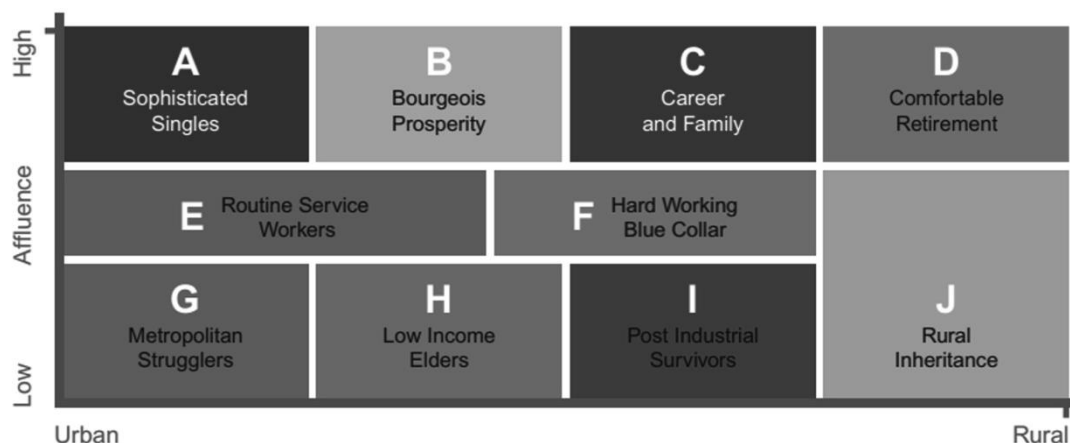 High
Affluence
Low
A
Sophisticated
Singles
B
Bourgeois
Prosperity
C
Career
and Family
D
Comfortable
Retirement
E
Routine Service
Workers
F
Hard Working
Blue Collar
G
Metropolitan
Strugglers
H
Low Income
Elders
I
Post Industrial
Survivors
J
Rural
Inheritance
Urban
Rural